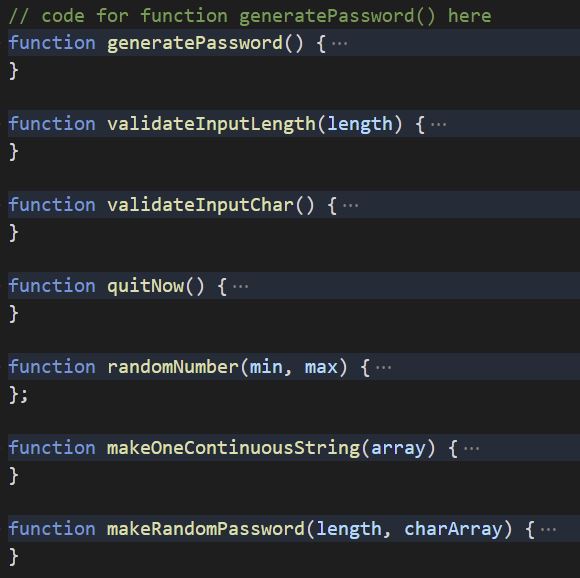 // code for function generatePassword() here
function generatePassword() { ···
}
function validateInputLength(length) { ···
}
function validateInputChar() { ···
}
function quitNow() { ···
}
function randomNumber(min, max) { ···
};
function makeOneContinuousString(array) { ···
}
function makeRandomPassword(length, charArray) { ···
}